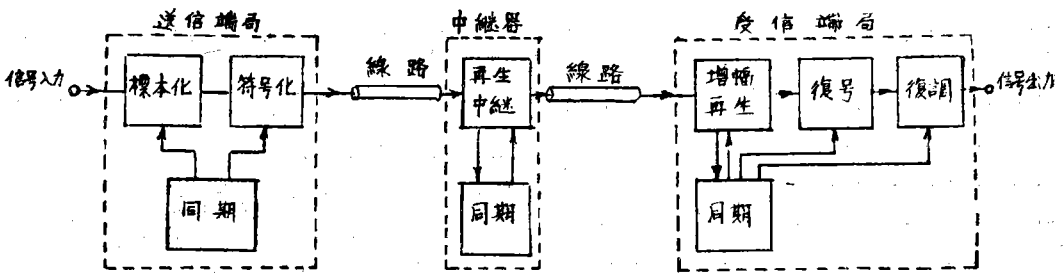 送信端局
中継器
受信端局
信号入力
標本化
符号化
線路
再生
中継
線路
増幅
再生
復号
復調
信号出力
同期
同期
同期